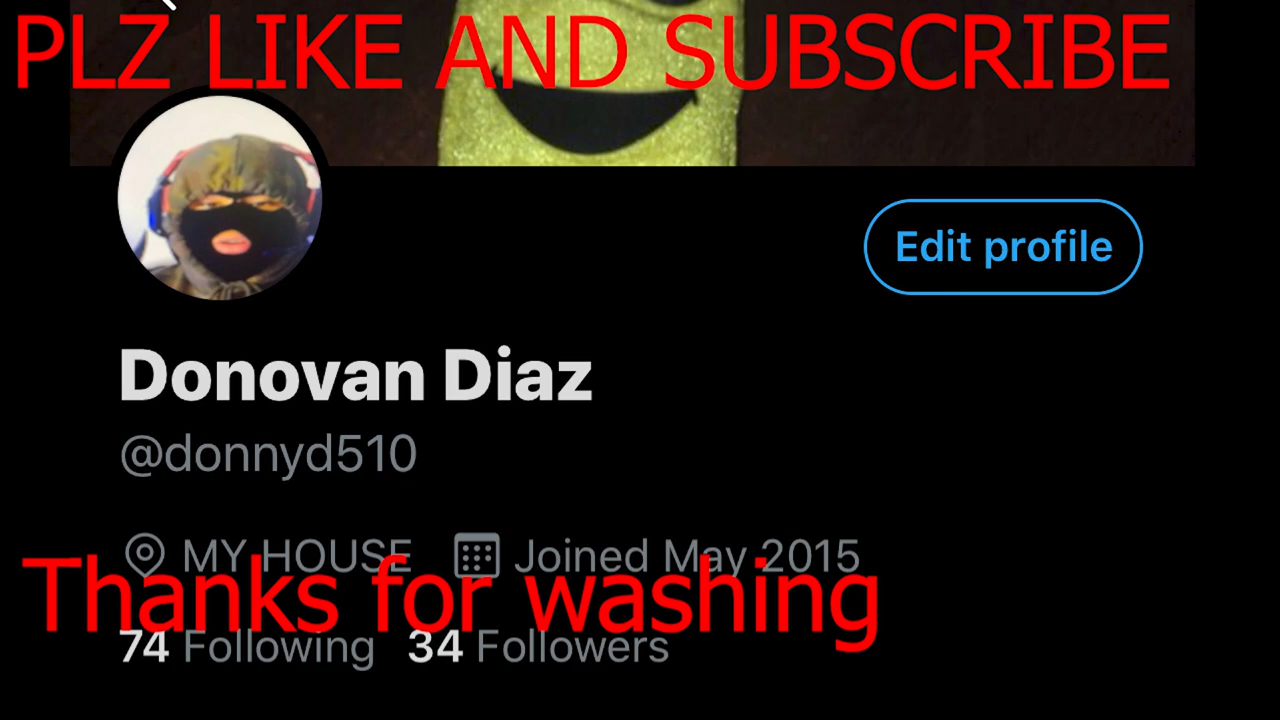 PLZ LIKE AND SUBSCRIBE
Edit profile
Donovan Diaz
@donnyd510
MY HOUSE Joined May 2015
Thanks for washing
74 Following 34 Followers